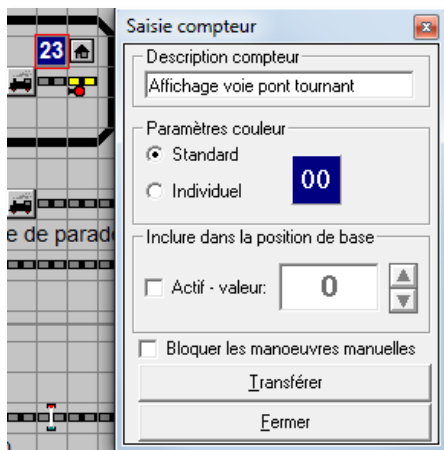 23
e de parad
Saisie compteur
Description compteur
Affichage voie pont tournant
Paramètres couleur
Standard
Individuel
00
Inclure dans la position de base
Actif - valeur:
0
Bloquer les manoeuvres manuelles
Transférer
Fermer